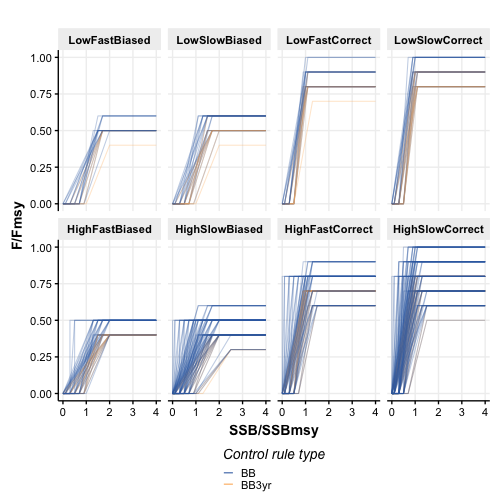 LowFastBiased LowSlowBiased LowFastCorrect LowSlowCorrect
1.00
0.75
0.50
0.25
0.00
HighFastBiased HighSlowBiased HighFastCorrect HighSlowCorrect
1.00
0.75
0.50
0.25
0.00
0 1 2 3 4 0 1 2 3 4 0 1 2 3 4 0 1 2 3 4
F/Fmsy
SSB/SSBmsy
Control rule type
BB
BB3yr